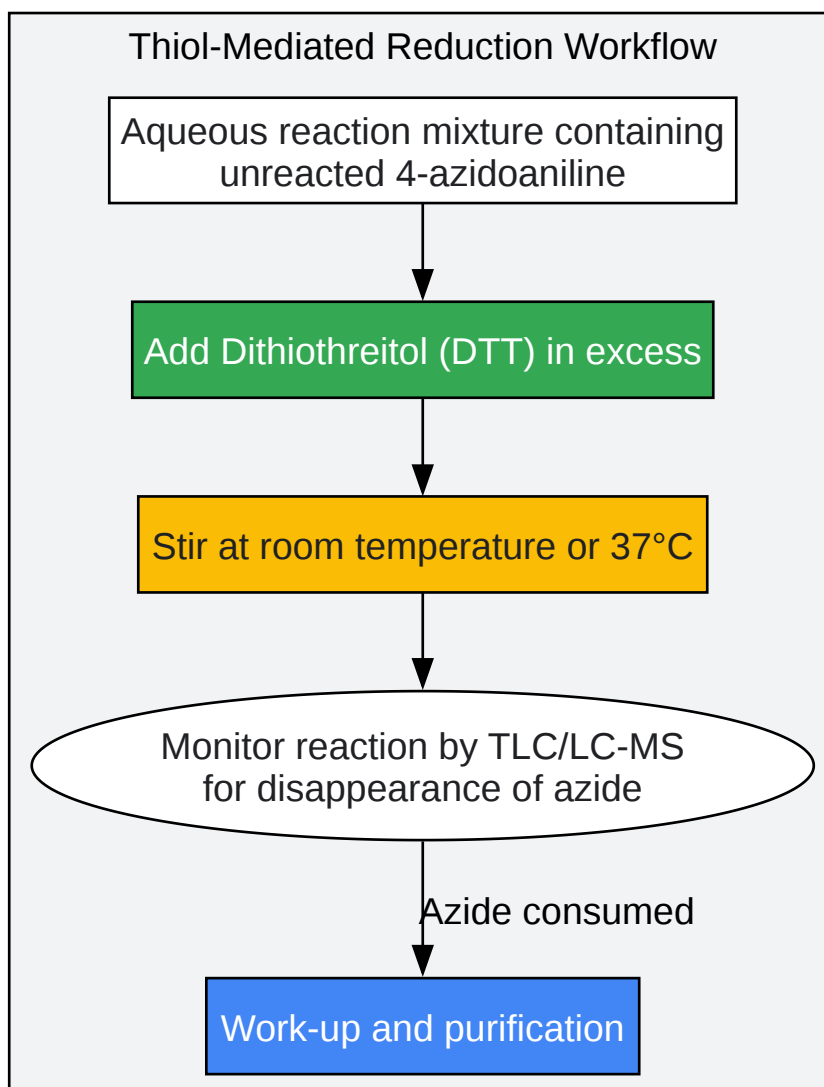 Thiol-Mediated Reduction Workflow
Aqueous reaction mixture containing
unreacted 4-azidoaniline
Add Dithiothreitol (DTT) in excess
Stir at room temperature or 37°C
Monitor reaction by TLC/LC-MS
for disappearance of azide
Azide consumed
Work-up and purification